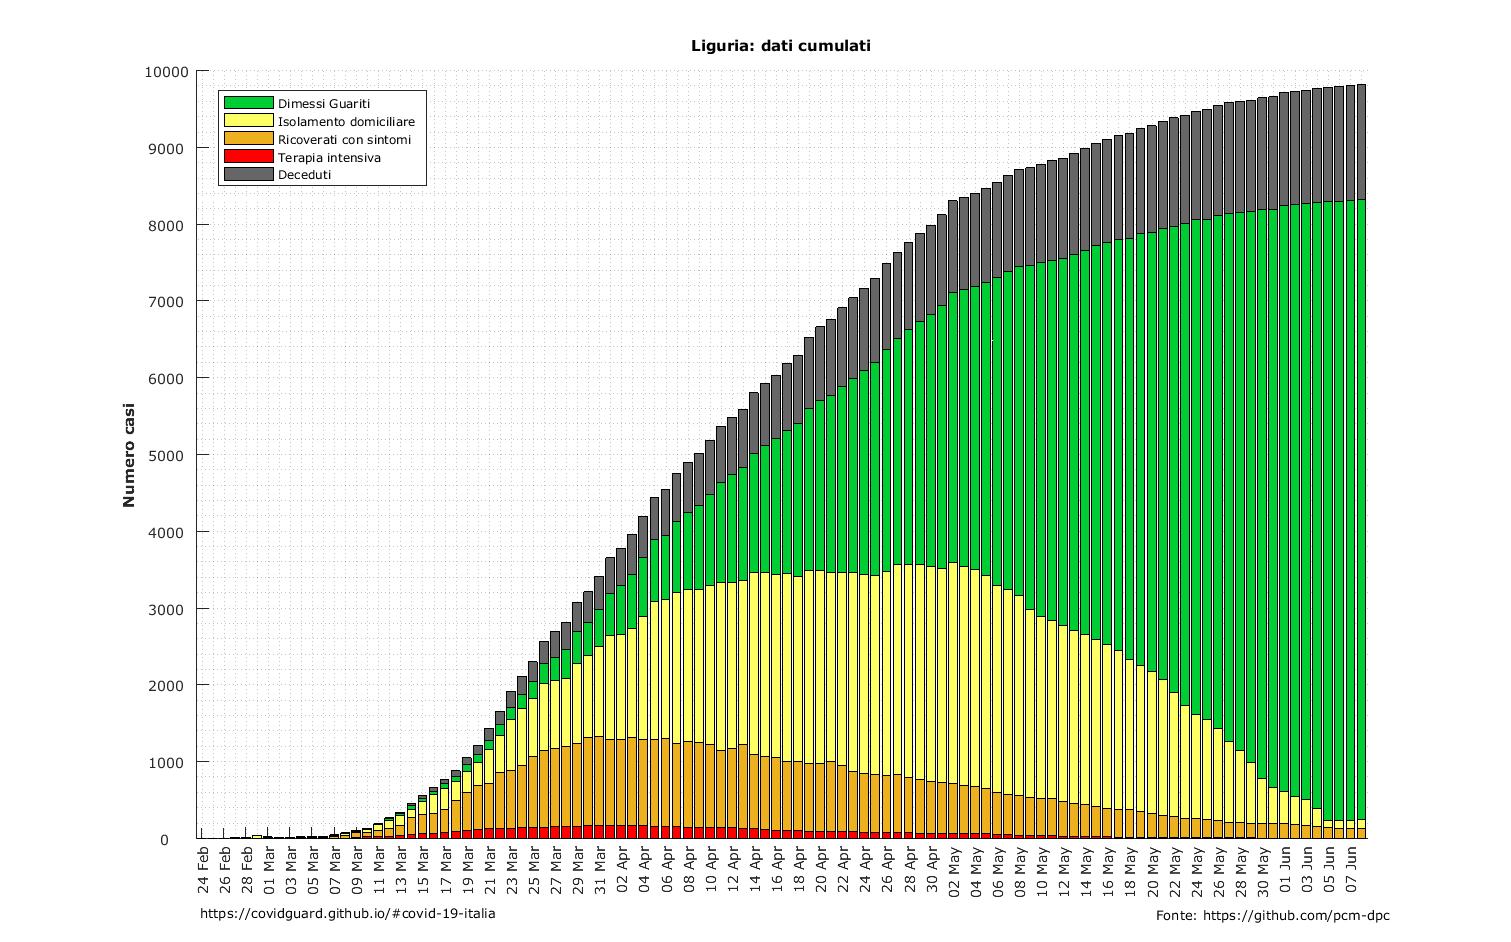 Liguria: dati cumulati
10000
9000
8000
7000
6000
5000
4000
3000
2000
1000
0
Numero casi
Dimessi Guariti
Isolamento domiciliare
Ricoverati con sintomi
Terapia intensiva
Deceduti
24 Feb
26 Feb
28 Feb
01 Mar
03 Mar
05 Mar
07 Mar
09 Mar
11 Mar
13 Mar
15 Mar
17 Mar
19 Mar
21 Mar
23 Mar
25 Mar
27 Mar
29 Mar
31 Mar
02 Apr
04 Apr
06 Apr
08 Apr
10 Apr
12 Apr
14 Apr
16 Apr
18 Apr
20 Apr
22 Apr
24 Apr
26 Apr
28 Apr
30 Apr
02 May
04 May
06 May
08 May
10 May
12 May
14 May
16 May
18 May
20 May
22 May
24 May
26 May
28 May
30 May
01 Jun
03 Jun
05 Jun
07 Jun
https://covidguard.github.io/#covid-19-italia
Fonte: https://github.com/pcm-dpc